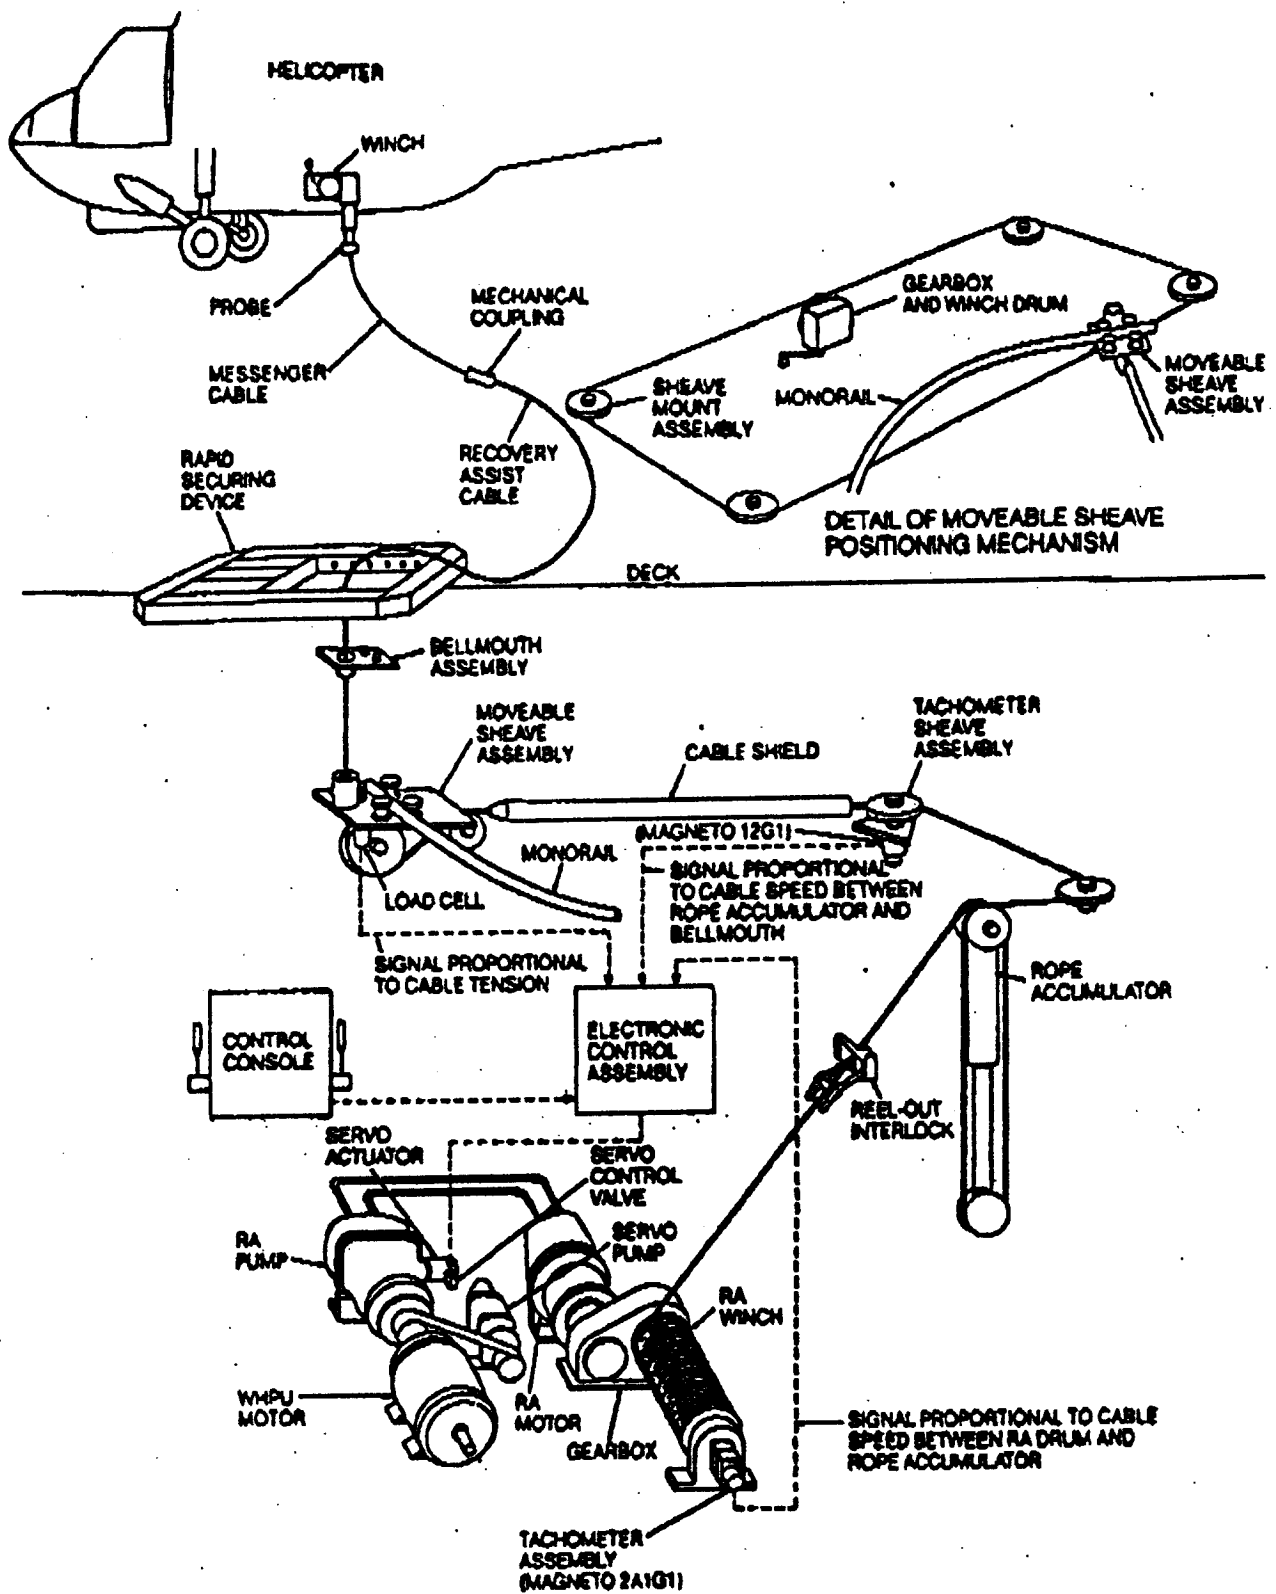 HELICOPTER
WINCH
PROBE
MECHANICAL
COUPLING
MESSENGER
CABLE
GEARBOX
AND WINCH DRUM
SHEAVE
MOUNT
ASSEMBLY
MONORAIL
MOVEABLE
SHEAVE
ASSEMBLY
RECOVERY
ASSIST
CABLE
RAPID
SECURING
DEVICE
DETAIL OF MOVEABLE SHEAVE
POSITIONING MECHANISM
DECK
BELLMOUTH
ASSEMBLY
MOVEABLE
SHEAVE
ASSEMBLY
CABLE SHIELD
TACHOMETER
SHEAVE
ASSEMBLY
(MAGNETO 12G1)
MONORAIL
LOAD CELL
SIGNAL PROPORTIONAL
TO CABLE SPEED BETWEEN
ROPE ACCUMULATOR AND
BELLMOUTH
SIGNAL PROPORTIONAL
TO CABLE TENSION
ROPE
ACCUMULATOR
CONTROL
CONSOLE
ELECTRONIC
CONTROL
ASSEMBLY
REEL-OUT
INTERLOCK
SERVO
ACTUATOR
SERVO
CONTROL
VALVE
RA
PUMP
SERVO
PUMP
RA
WINCH
WHPU
MOTOR
RA
MOTOR
GEARBOX
SIGNAL PROPORTIONAL TO CABLE
SPEED BETWEEN RA DRUM AND
ROPE ACCUMULATOR
TACHOMETER
ASSEMBLY
(MAGNETO 2A1G1)